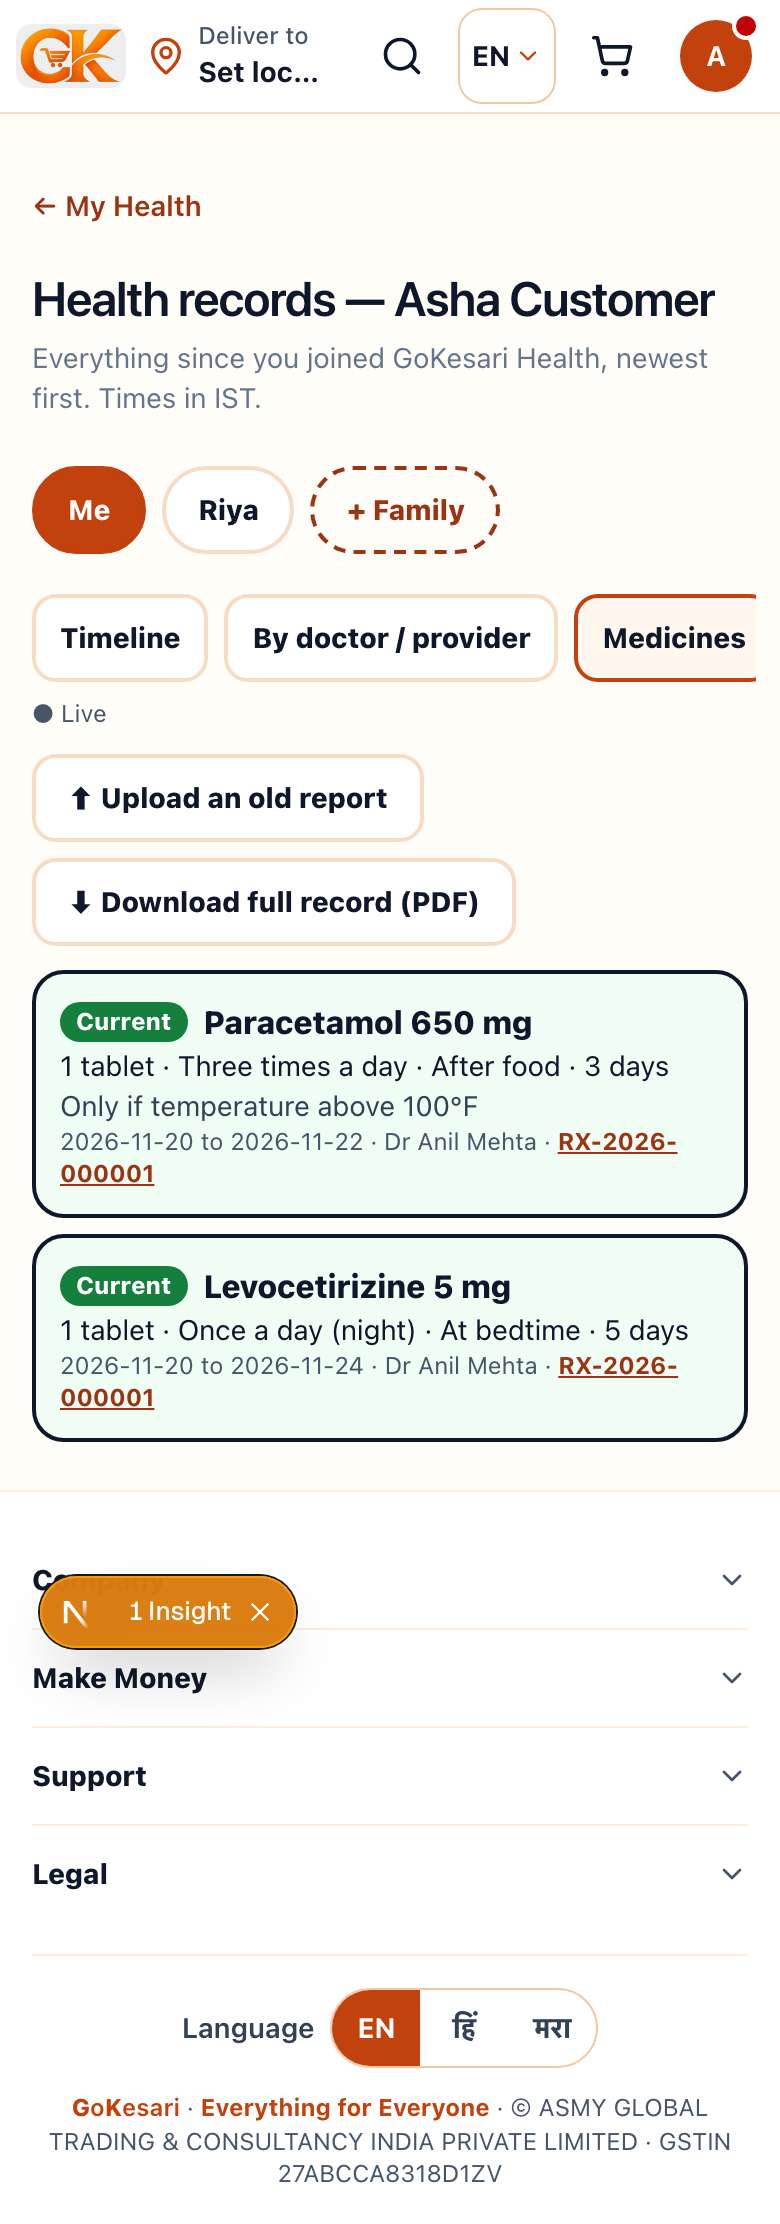 GK
Deliver to
Set loc...
EN
A
← My Health
Health records — Asha Customer
Everything since you joined GoKesari Health, newest
first. Times in IST.
Me
Riya
+ Family
Timeline
By doctor / provider
Medicines
● Live
⬆ Upload an old report
⬇ Download full record (PDF)
Current Paracetamol 650 mg
1 tablet · Three times a day · After food · 3 days
Only if temperature above 100°F
2026-11-20 to 2026-11-22 · Dr Anil Mehta · RX-2026-
000001
Current Levocetirizine 5 mg
1 tablet · Once a day (night) · At bedtime · 5 days
2026-11-20 to 2026-11-24 · Dr Anil Mehta · RX-2026-
000001
Company
N 1 Insight ×
Make Money
Support
Legal
Language EN हिं मरा
GoKesari · Everything for Everyone · © ASMY GLOBAL
TRADING & CONSULTANCY INDIA PRIVATE LIMITED · GSTIN
27ABCCA8318D1ZV